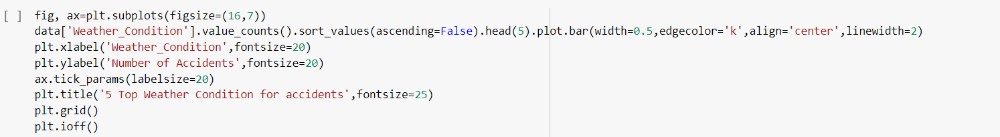 [ ] fig, ax=plt.subplots(figsize=(16,7))
data['Weather_Condition'].value_counts().sort_values(ascending=False).head(5).plot.bar(width=0.5,edgecolor='k',align='center',linewidth=2)
plt.xlabel('Weather_Condition',fontsize=20)
plt.ylabel('Number of Accidents',fontsize=20)
ax.tick_params(labelsize=20)
plt.title('5 Top Weather Condition for accidents',fontsize=25)
plt.grid()
plt.ioff()